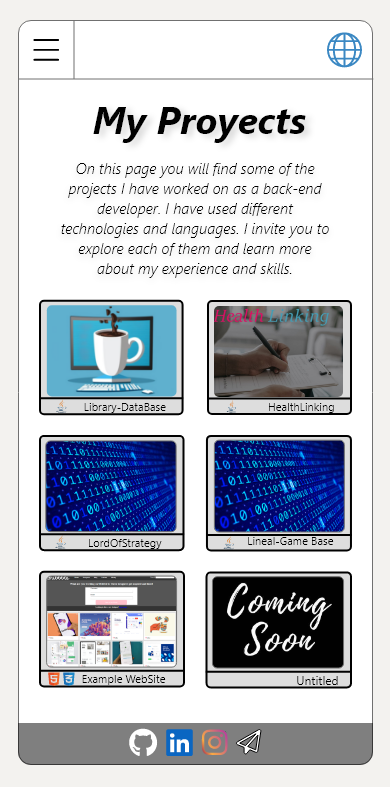 My Proyects
On this page you will find some of the
projects I have worked on as a back-end
developer. I have used different
technologies and languages. I invite you to
explore each of them and learn more
about my experience and skills.
Health Linking
Library-DataBase
HealthLinking
LordOfStrategy
Lineal-Game Base
Coming
Soon
Example WebSite
Untitled